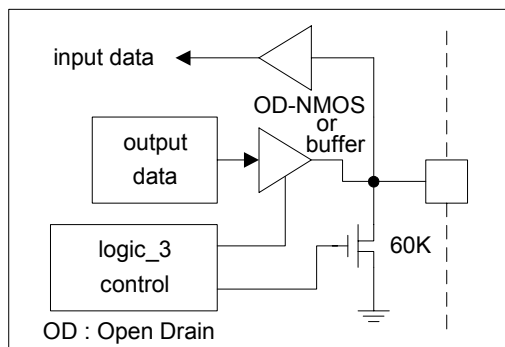 input data
OD-NMOS
or
buffer
output
data
logic_3
control
60K
OD : Open Drain